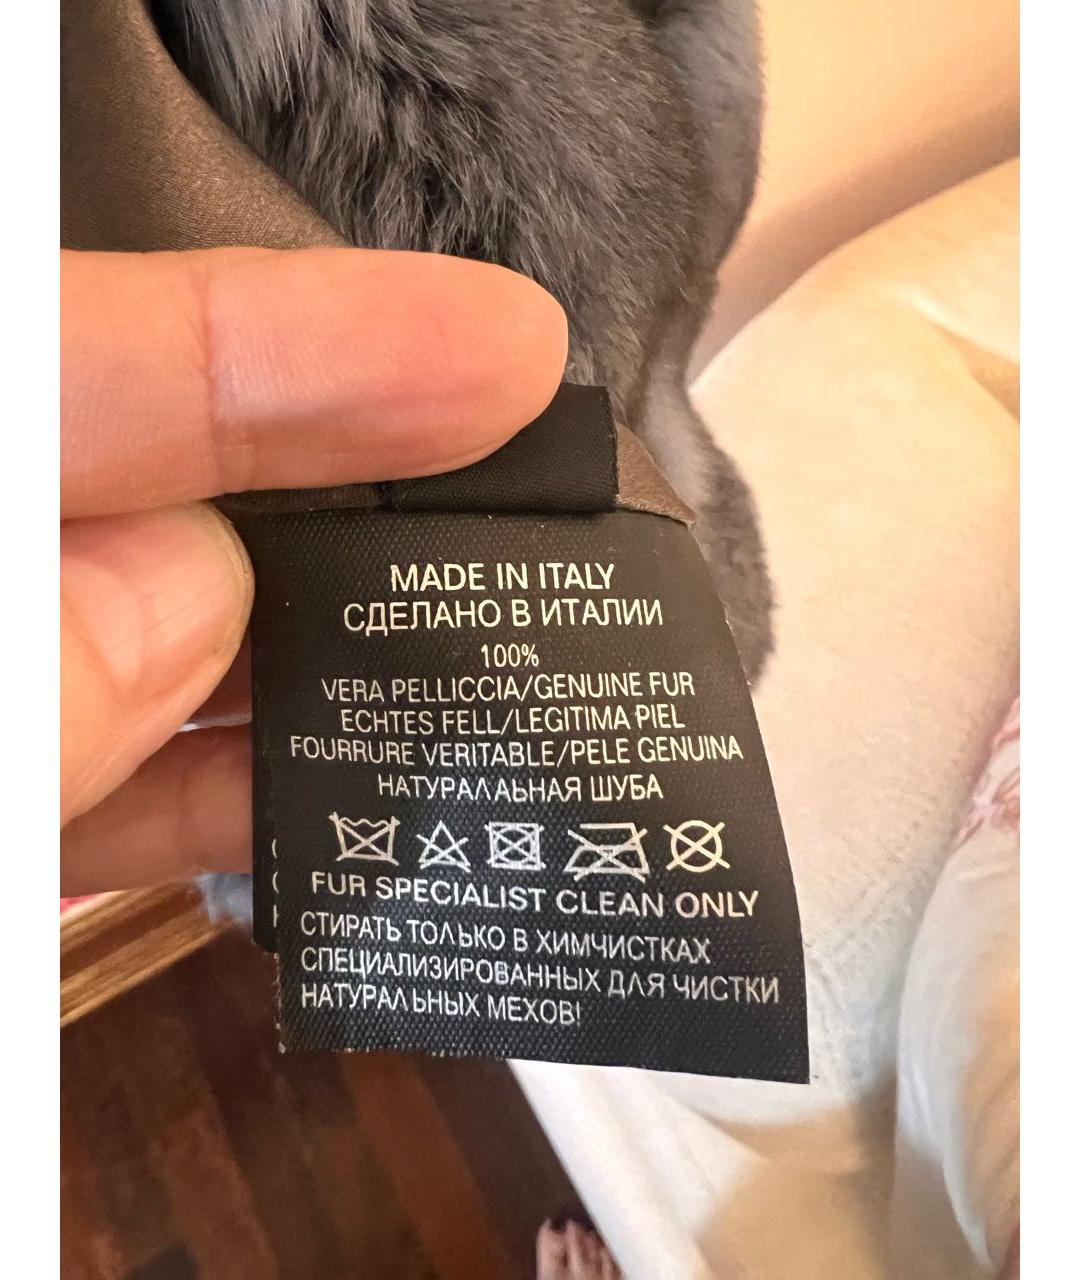 MADE IN ITALY
СДЕЛАНО В ИТАЛИИ
100%
VERA PELLICCIA/GENUINE FUR
ECHTES FELL/LEGITIMA PIEL
FOURRURE VERITABLE/PELE GENUINA
НАТУРАЛАЬНАЯ ШУБА
FUR SPECIALIST CLEAN ONLY
СТИРАТЬ ТОЛЬКО В ХИМЧИСТКАХ
СПЕЦИАЛИЗИРОВАННЫХ ДЛЯ ЧИСТКИ
НАТУРАЛЬНЫХ МЕХОВ!